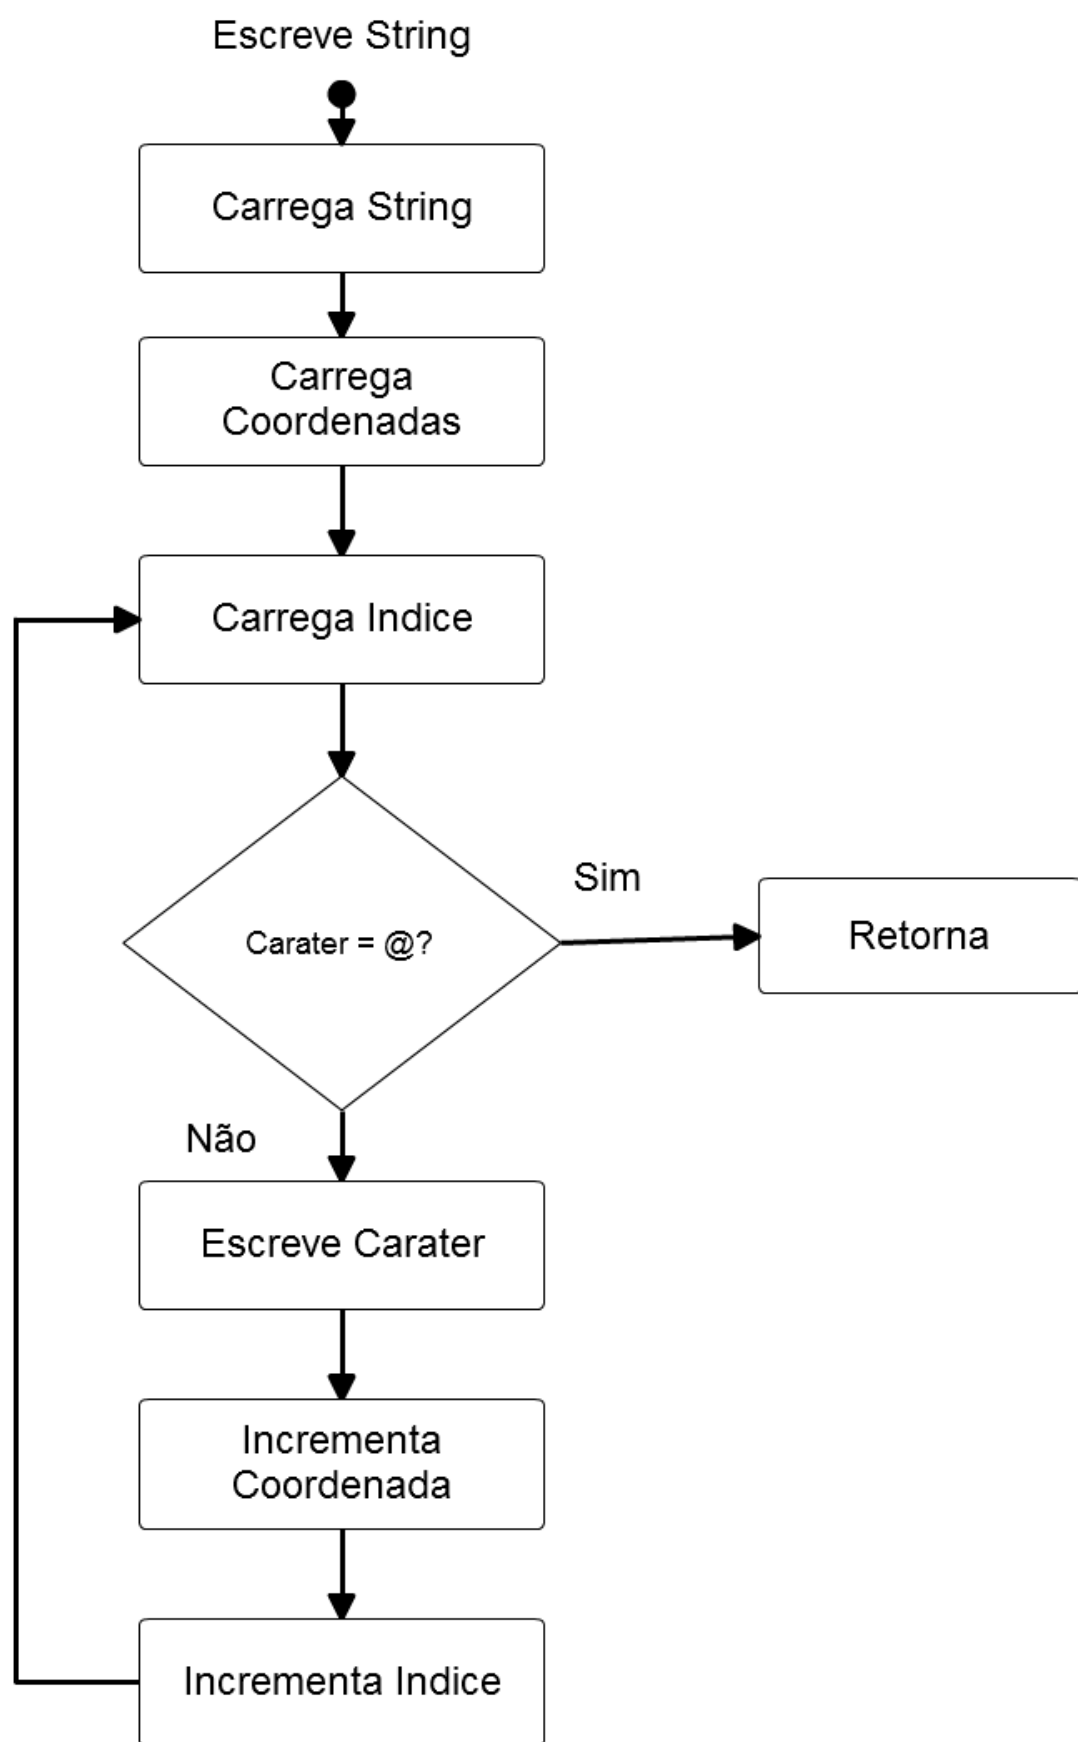 Escreve String
Carrega String
Carrega
Coordenadas
Carrega Indice
Carater = @?
Sim
Retorna
Não
Escreve Carater
Incrementa
Coordenada
Incrementa Indice